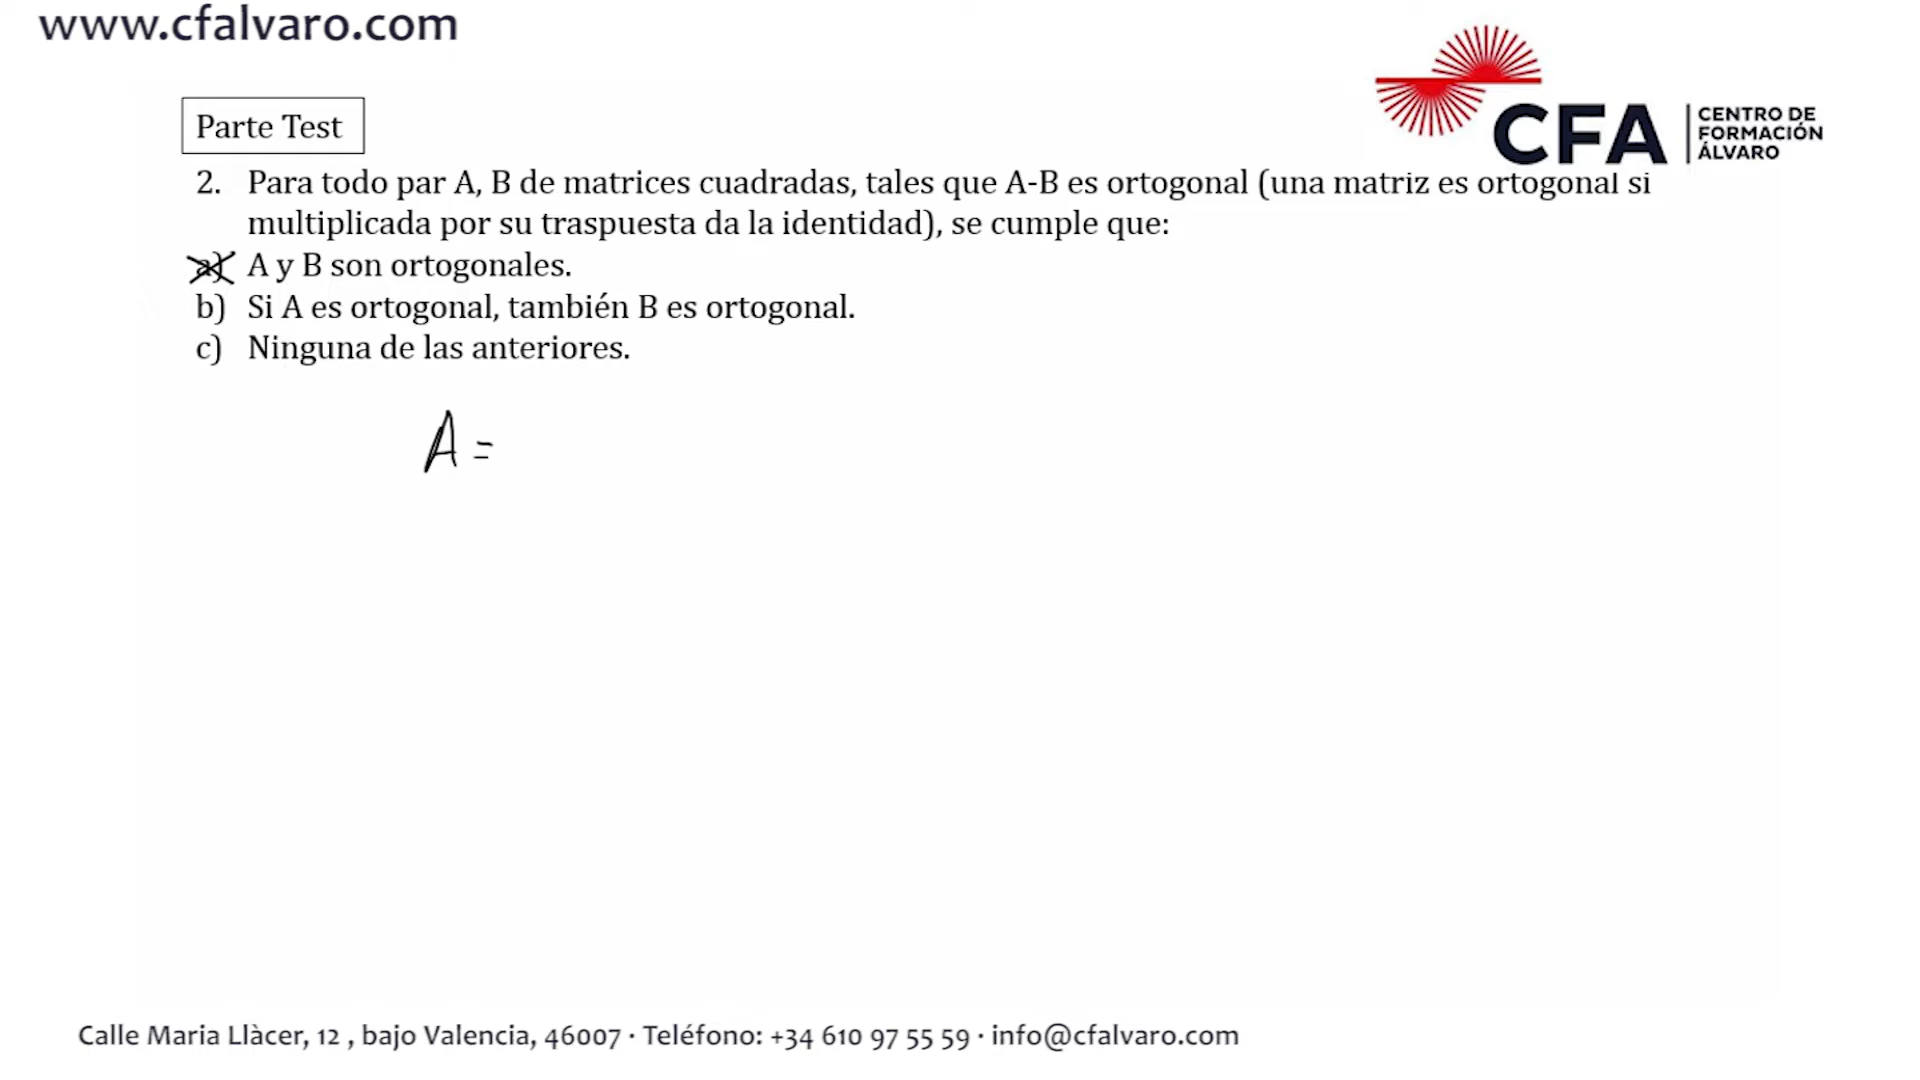 www.cfalvaro.com
CFA CENTRO DE
FORMACIÓN
ÁLVARO
Parte Test
2. Para todo par A, B de matrices cuadradas, tales que A-B es ortogonal (una matriz es ortogonal si
multiplicada por su traspuesta da la identidad), se cumple que:
a) A y B son ortogonales.
b) Si A es ortogonal, también B es ortogonal.
c) Ninguna de las anteriores.
A =
Calle Maria Llàcer, 12 , bajo Valencia, 46007 · Teléfono: +34 610 97 55 59 · info@cfalvaro.com